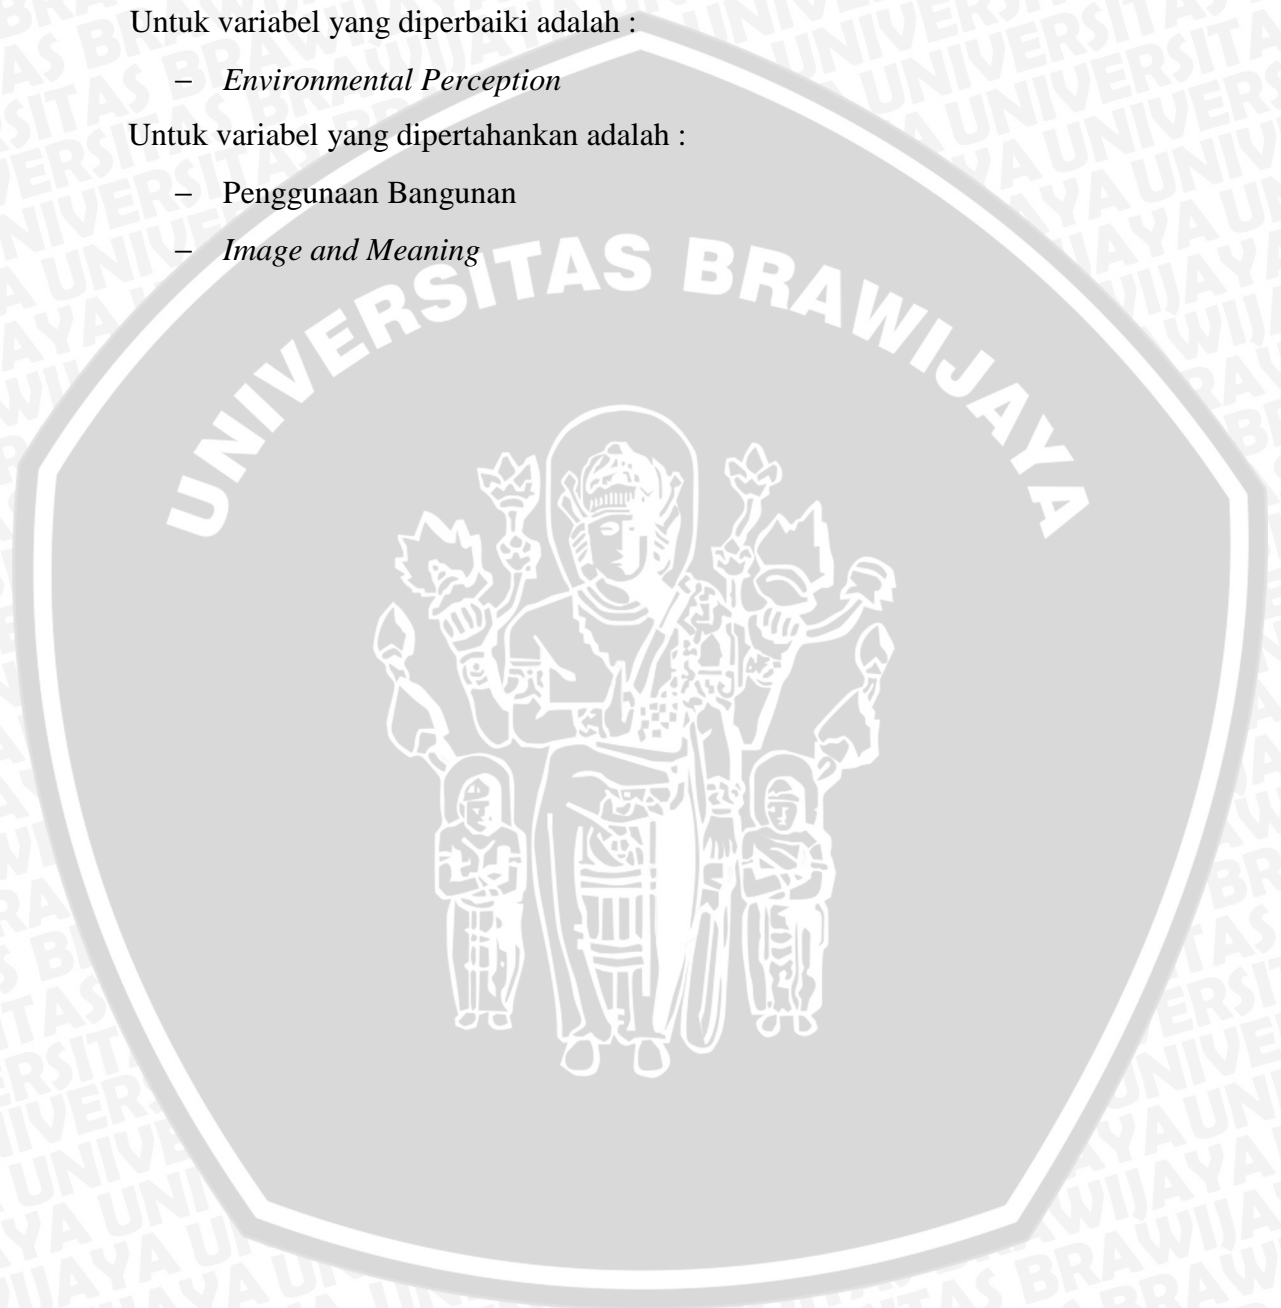 Untuk variabel yang diperbaiki adalah :
– Environmental Perception
Untuk variabel yang dipertahankan adalah :
– Penggunaan Bangunan
– Image and Meaning
UNIVERSITAS BRAWIJAYA